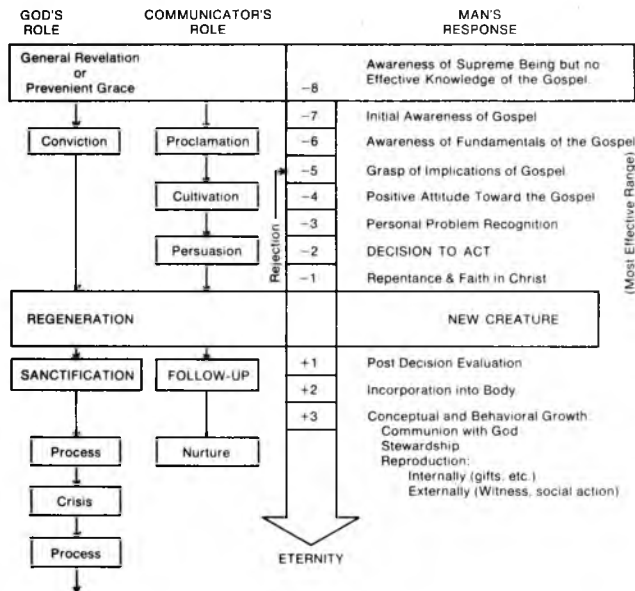 GOD'S ROLE
COMMUNICATOR'S ROLE
MAN'S RESPONSE
General Revelation
or
Prevenient Grace
−8
Awareness of Supreme Being but no
Effective Knowledge of the Gospel
−7
Initial Awareness of Gospel
Conviction
Proclamation
−6
Awareness of Fundamentals of the Gospel
−5
Grasp of Implications of Gospel
Cultivation
−4
Positive Attitude Toward the Gospel
−3
Personal Problem Recognition
Persuasion
−2
DECISION TO ACT
−1
Repentance & Faith in Christ
Rejection
(Most Effective Range)
REGENERATION
NEW CREATURE
+1
Post Decision Evaluation
SANCTIFICATION
FOLLOW-UP
+2
Incorporation into Body
+3
Conceptual and Behavioral Growth
Communion with God
Stewardship
Process
Nurture
Reproduction:
Internally (gifts, etc.)
Externally (Witness, social action)
Crisis
Process
ETERNITY